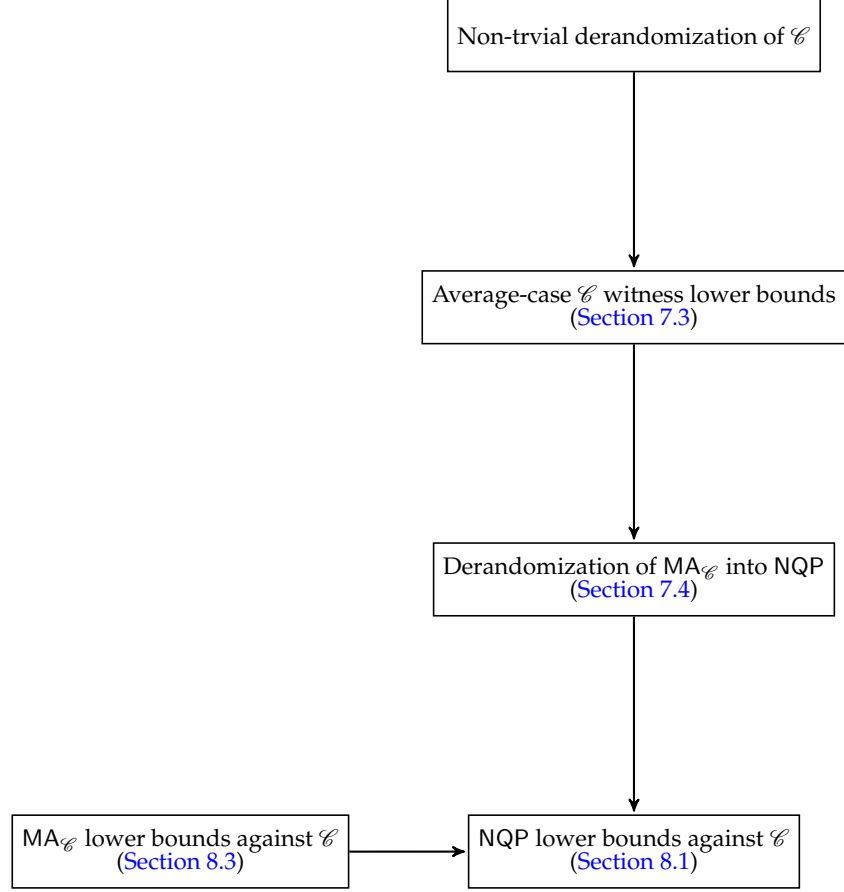 Non-trvial derandomization of 𝒞
Average-case 𝒞 witness lower bounds
(Section 7.3)
Derandomization of MA𝒞 into NQP
(Section 7.4)
MA𝒞 lower bounds against 𝒞
(Section 8.3)
NQP lower bounds against 𝒞
(Section 8.1)